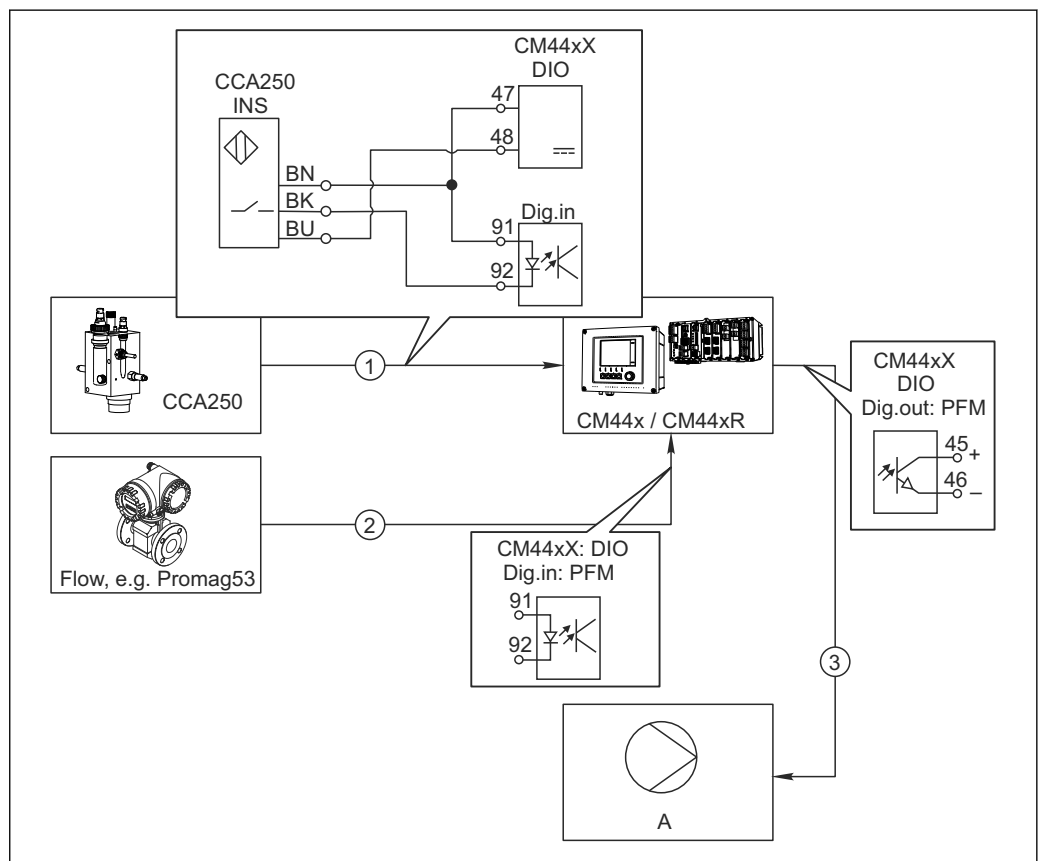 CM44xX
DIO
CCA250
INS
47
48
BN
BK
BU
Dig.in
91
92
1
CCA250
CM44x / CM44xR
CM44xX
DIO
Dig.out: PFM
45 +
46 –
2
Flow, e.g. Promag53
CM44xX: DIO
Dig.in: PFM
91
92
3
A